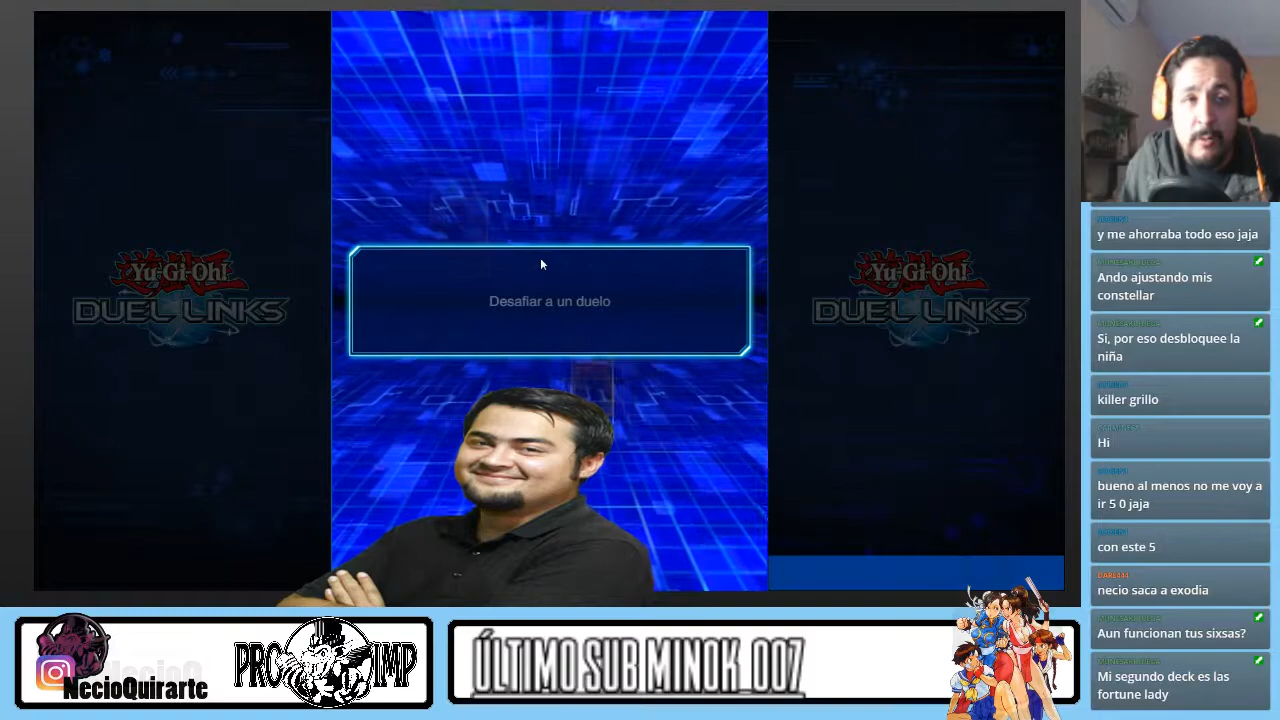 Yu-Gi-Oh!
DUEL LINKS
Desafiar a un duelo
Yu-Gi-Oh!
DUEL LINKS
y me ahorraba todo eso jaja
Ando ajustando mis
constellar
Si, por eso desbloquee la
niña
killer grillo
Hi
bueno al menos no me voy a
ir 5 0 jaja
con este 5
necio saca a exodia
Aun funcionan tus sixsas?
Mi segundo deck es las
fortune lady
NecioQuirarte
PRO IMP
ÚLTIMO SUB MINOK_007